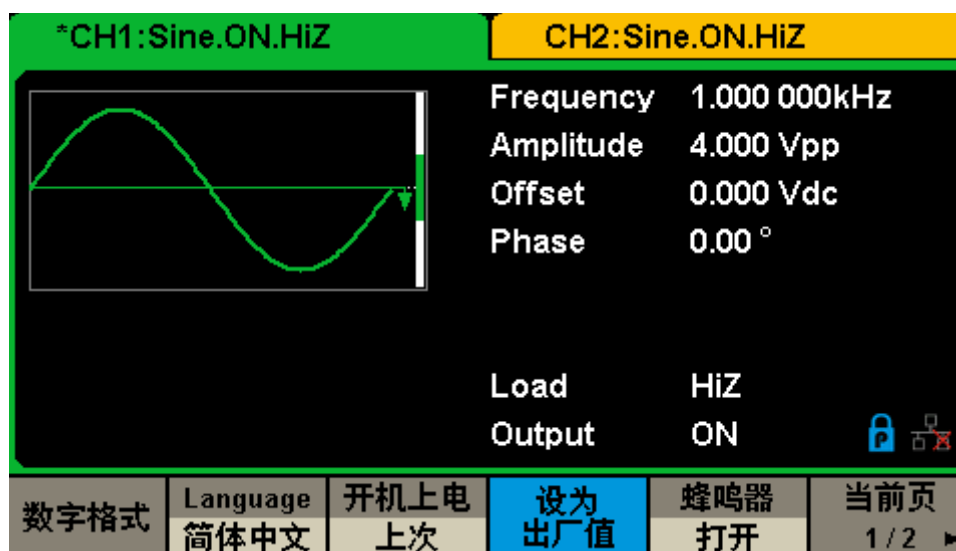 *CH1:Sine.ON.HiZ
CH2:Sine.ON.HiZ
Frequency 1.000 000kHz
Amplitude 4.000 Vpp
Offset 0.000 Vdc
Phase 0.00 °
Load HiZ
Output ON
P
数字格式
Language
简体中文
开机上电
上次
设为
出厂值
蜂鸣器
打开
当前页
1/2